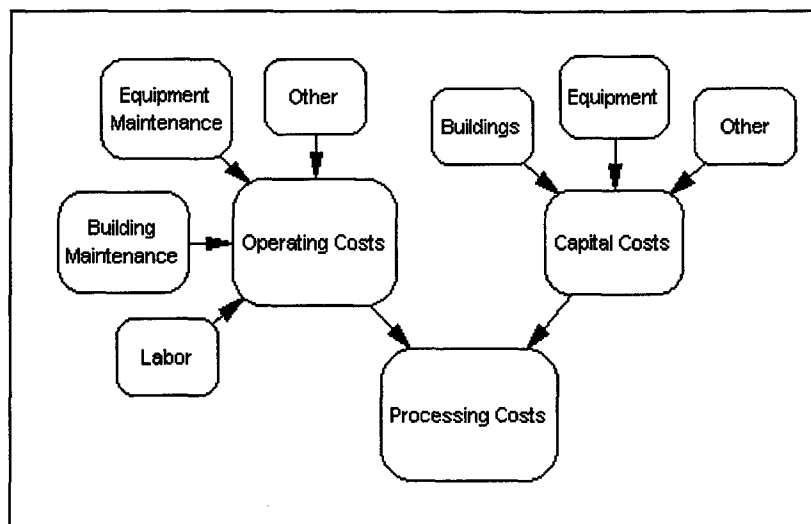 Equipment
Maintenance
Other
Buildings
Equipment
Other
Building
Maintenance
Operating Costs
Capital Costs
Labor
Processing Costs